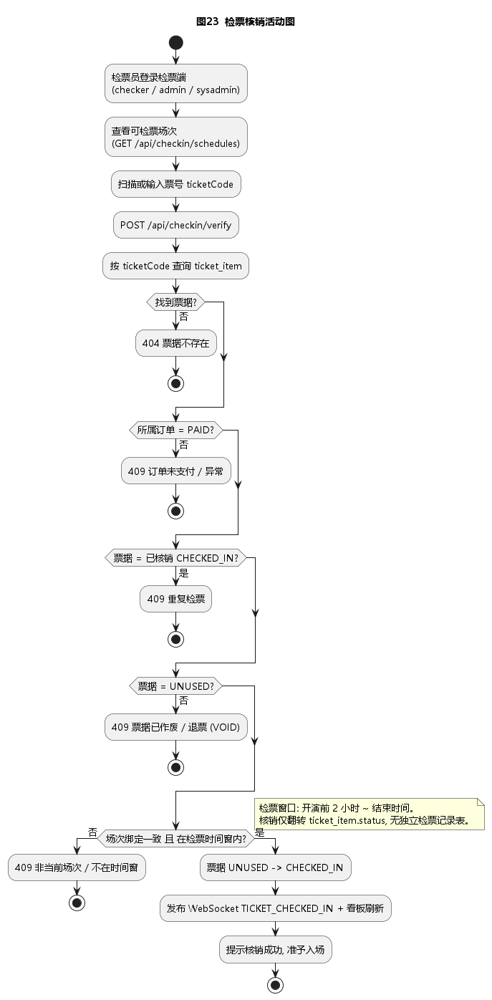 图23 检票核销活动图
检票员登录检票端
(checker / admin / sysadmin)
查看可检票场次
(GET /api/checkin/schedules)
扫描或输入票号 ticketCode
POST /api/checkin/verify
按 ticketCode 查询 ticket_item
找到票据?
否
404 票据不存在
所属订单 = PAID?
否
409 订单未支付 / 异常
票据 = 已核销 CHECKED_IN?
是
409 重复检票
票据 = UNUSED?
否
409 票据已作废 / 退票 (VOID)
检票窗口: 开演前 2 小时 ~ 结束时间。
核销仅翻转 ticket_item.status, 无独立检票记录表。
否
场次绑定一致 且 在检票时间窗内?
是
409 非当前场次 / 不在时间窗
票据 UNUSED -> CHECKED_IN
发布 WebSocket TICKET_CHECKED_IN + 看板刷新
提示核销成功, 准予入场